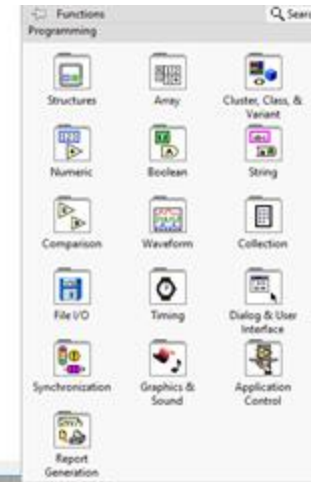 Functions
Search
Programming
Structures
Array
Cluster, Class, &
Variant
Numeric
Boolean
String
Comparison
Waveform
Collection
File I/O
Timing
Dialog & User
Interface
Synchronization
Graphics &
Sound
Application
Control
Report
Generation